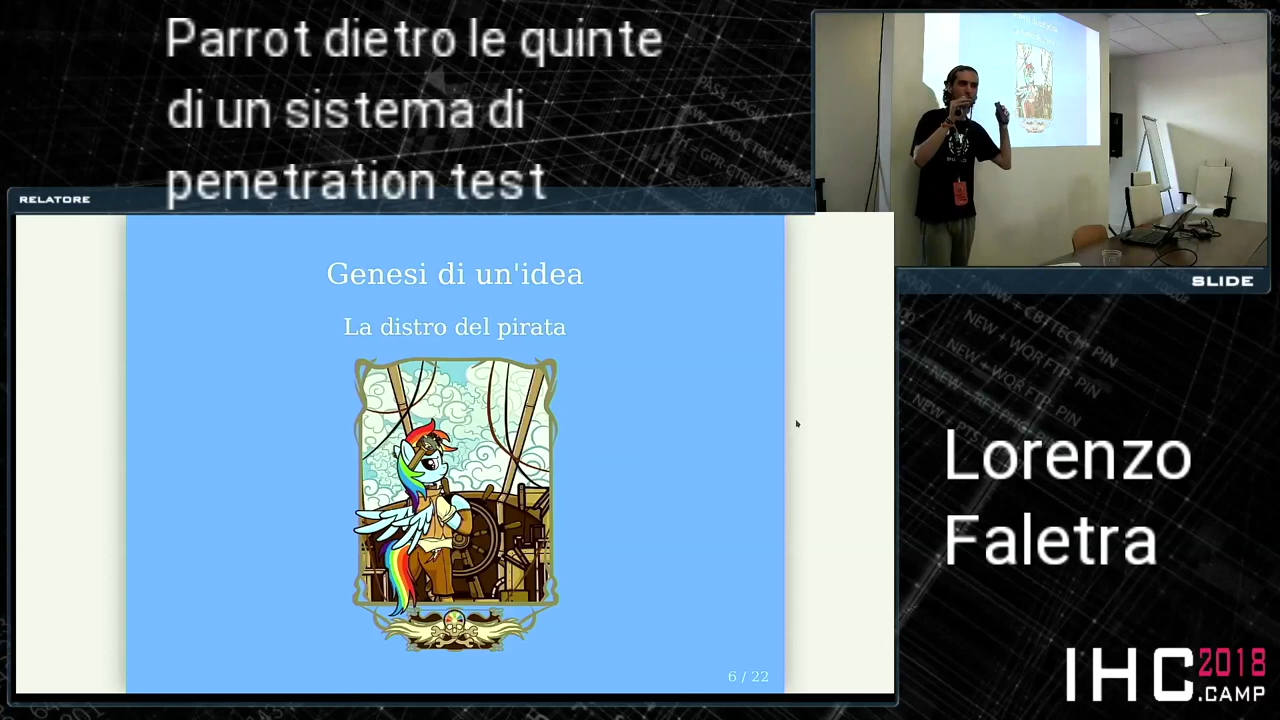 Parrot dietro le quinte
di un sistema di
penetration test
RELATORE
Genesi di un'idea
La distro del pirata
6 / 22
SLIDE
Lorenzo
Faletra
IHC 2018
.CAMP